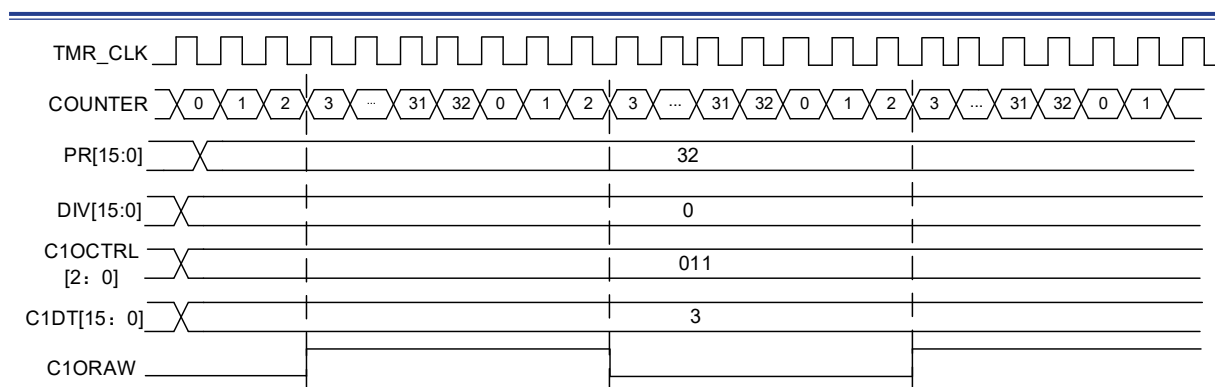 TMR_CLK
COUNTER 0 1 2 3 ... 31 32 0 1 2 3 ... 31 32 0 1 2 3 ... 31 32 0 1
PR[15:0] 32
DIV[15:0] 0
C1OCTRL
[2：0] 011
C1DT[15：0] 3
C1ORAW